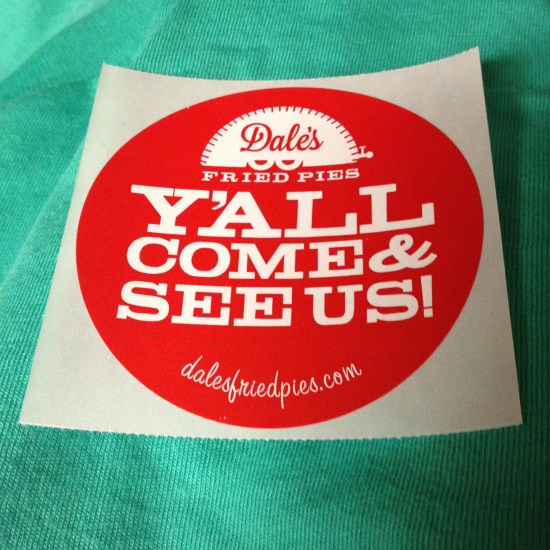 Dale's
FRIED PIES
Y'ALL
COME &
SEE US!
dalesfriedpies.com